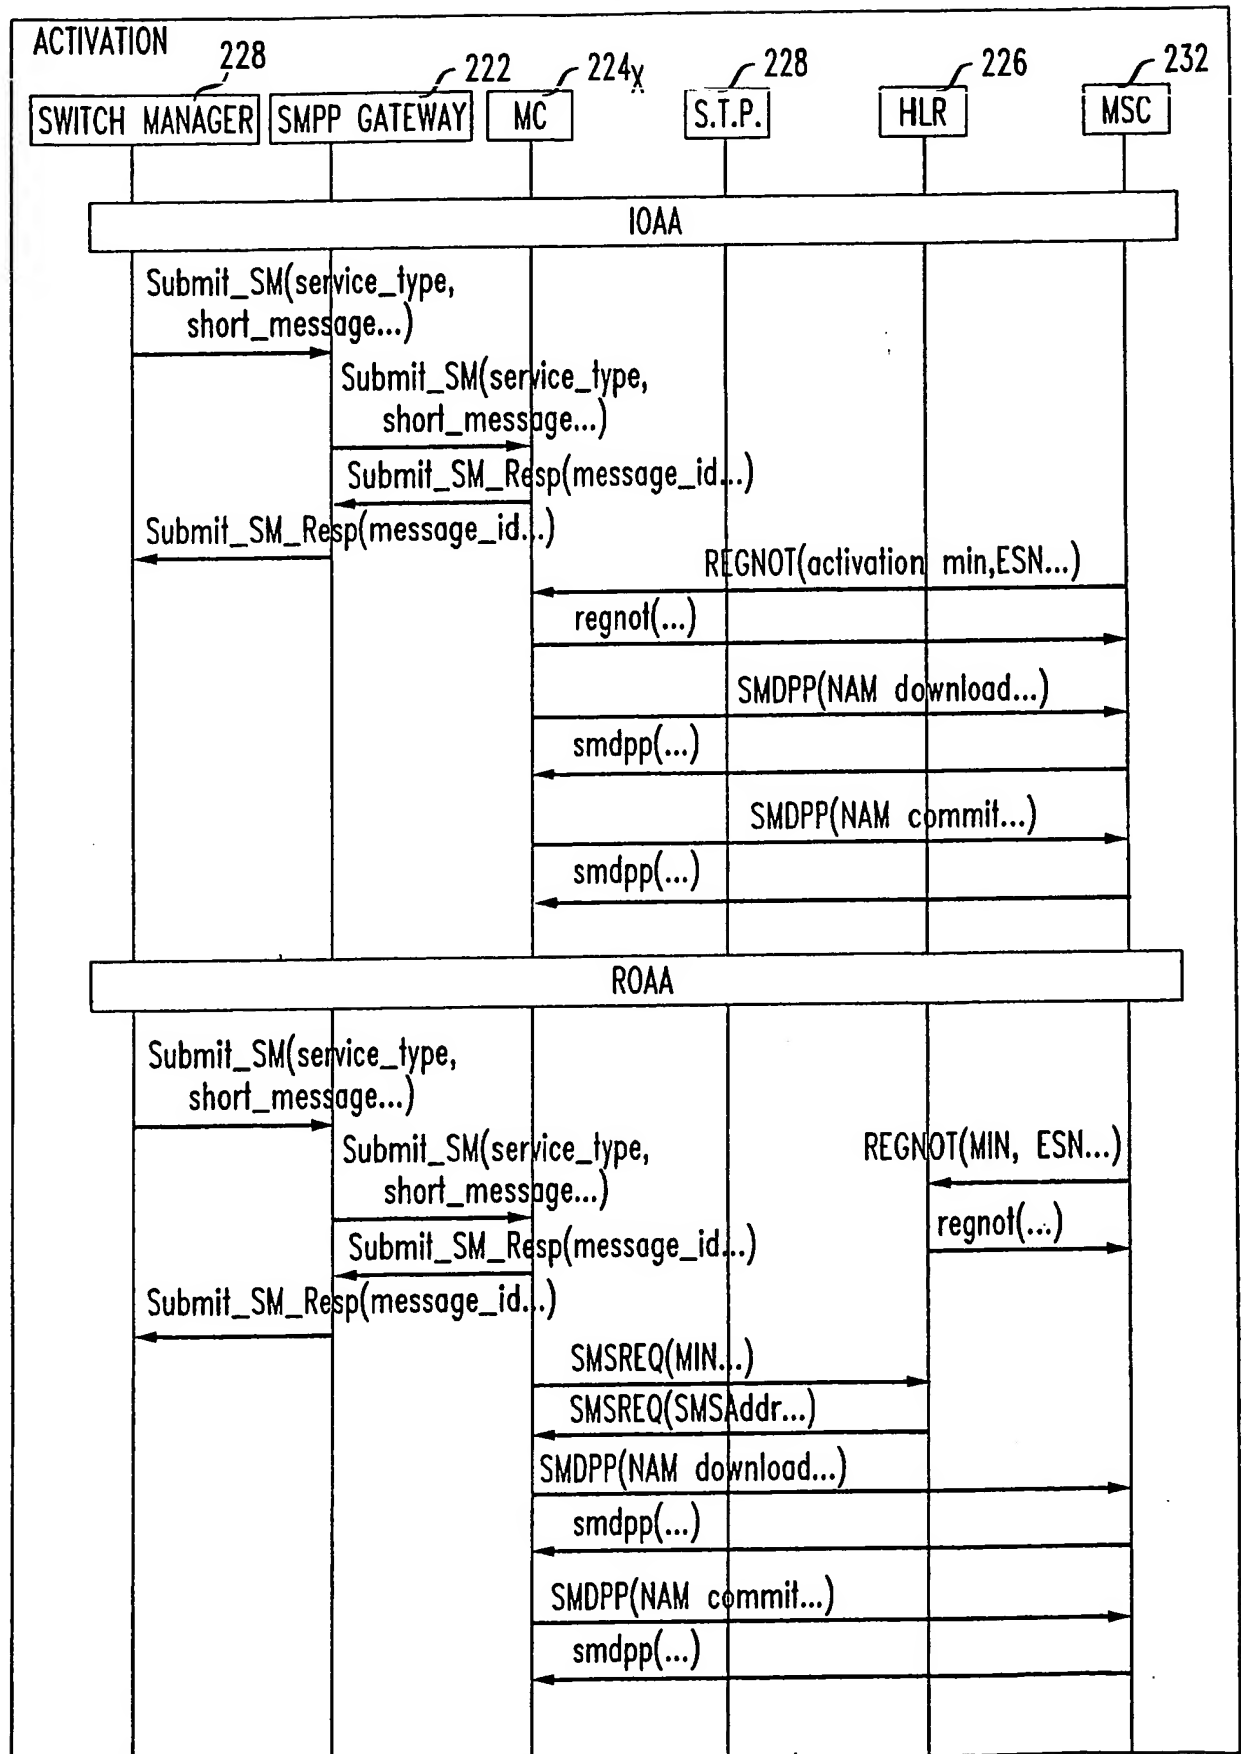 ACTIVATION
228
222
224x
228
226
232
SWITCH MANAGER
SMPP GATEWAY
MC
S.T.P.
HLR
MSC
IOAA
Submit_SM(service_type,
short_message...)
Submit_SM(service_type,
short_message...)
Submit_SM_Resp(message_id...)
Submit_SM_Resp(message_id...)
REGNOT(activation min,ESN...)
regnot(...)
SMDPP(NAM download...)
smdpp(...)
SMDPP(NAM commit...)
smdpp(...)
ROAA
Submit_SM(service_type,
short_message...)
Submit_SM(service_type,
short_message...)
REGNOT(MIN, ESN...)
regnot(...)
Submit_SM_Resp(message_id...)
Submit_SM_Resp(message_id...)
SMSREQ(MIN...)
SMSREQ(SMSAddr...)
SMDPP(NAM download...)
smdpp(...)
SMDPP(NAM commit...)
smdpp(...)